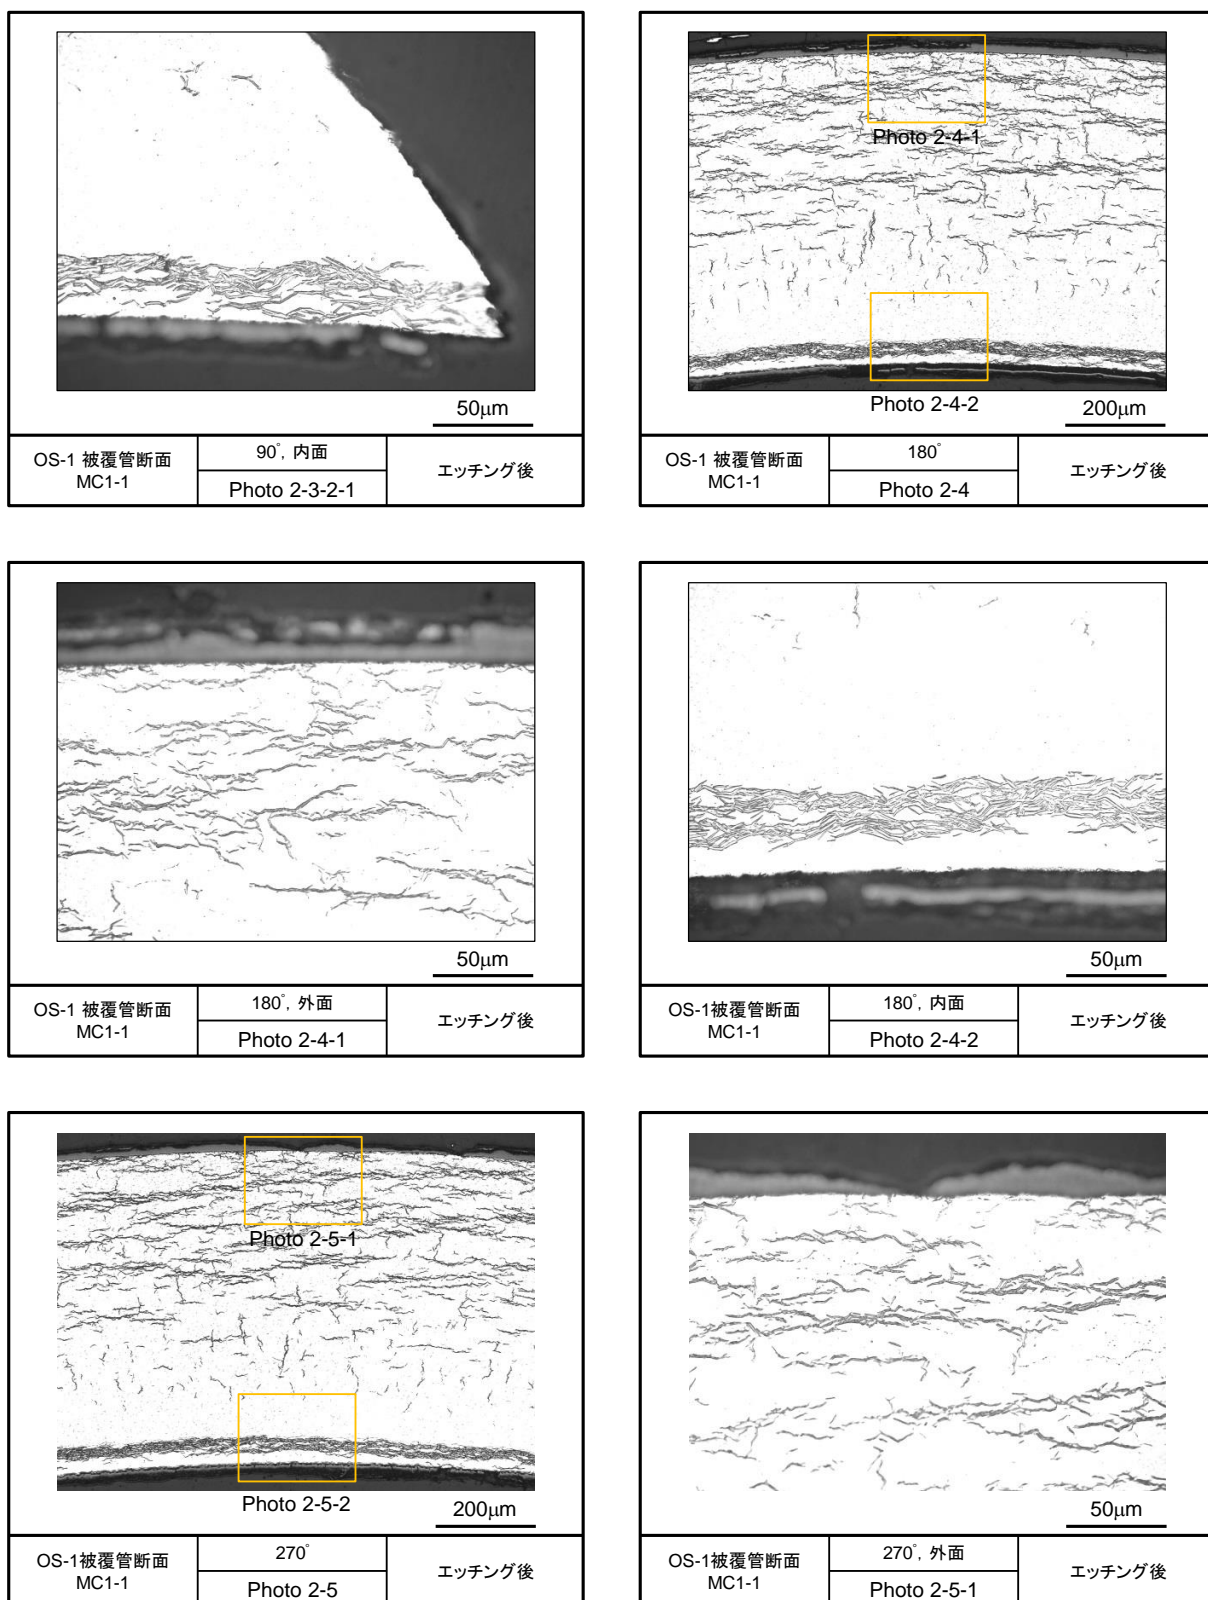 50μm
OS-1 被覆管断面
MC1-1
90°, 内面
Photo 2-3-2-1
エッチング後
Photo 2-4-1
Photo 2-4-2
200μm
OS-1 被覆管断面
MC1-1
180°
Photo 2-4
エッチング後
50μm
OS-1 被覆管断面
MC1-1
180°, 外面
Photo 2-4-1
エッチング後
50μm
OS-1被覆管断面
MC1-1
180°, 内面
Photo 2-4-2
エッチング後
Photo 2-5-1
Photo 2-5-2
200μm
OS-1被覆管断面
MC1-1
270°
Photo 2-5
エッチング後
50μm
OS-1被覆管断面
MC1-1
270°, 外面
Photo 2-5-1
エッチング後